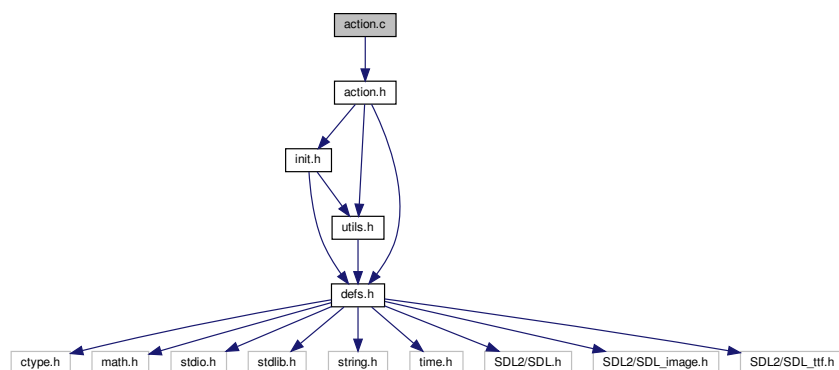 action.c
action.h
init.h
utils.h
defs.h
ctype.h math.h stdio.h stdlib.h string.h time.h SDL2/SDL.h SDL2/SDL_image.h SDL2/SDL_ttf.h